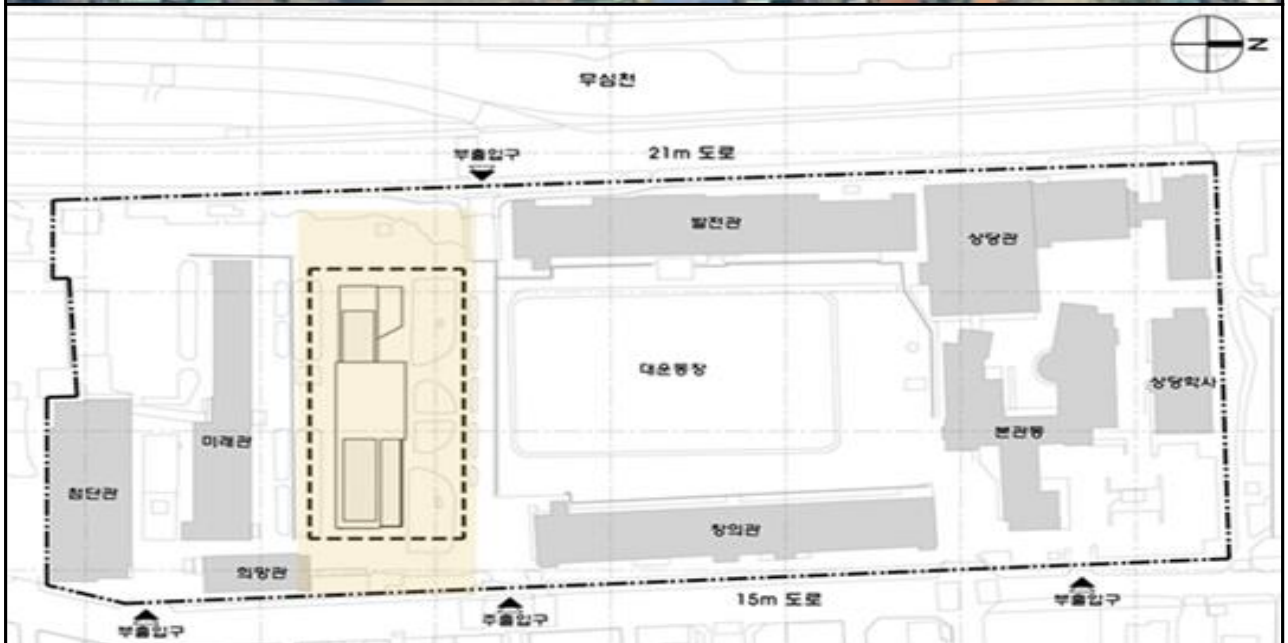 N
무심천
부출입구
21m 도로
발전관
상당관
대운동장
상당학사
미래관
본관동
첨단관
창의관
희망관
15m 도로
부출입구
주출입구
부출입구